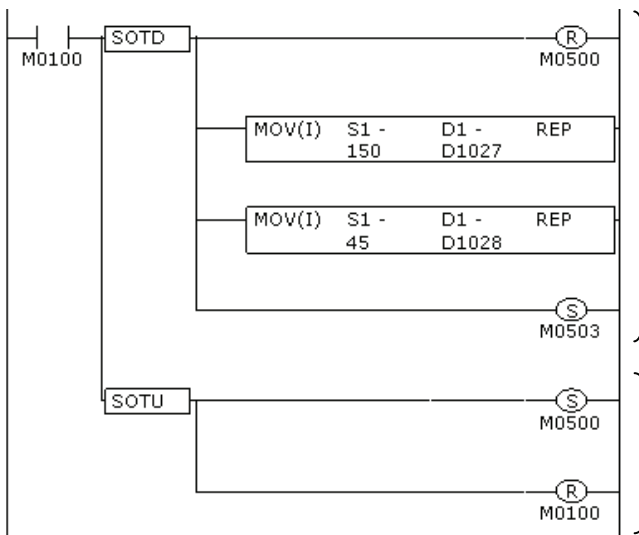 SOTD
R
M0100
M0500
MOV(I) S1 - D1 - REP
150 D1027
MOV(I) S1 - D1 - REP
45 D1028
S
M0503
SOTU
S
M0500
R
M0100